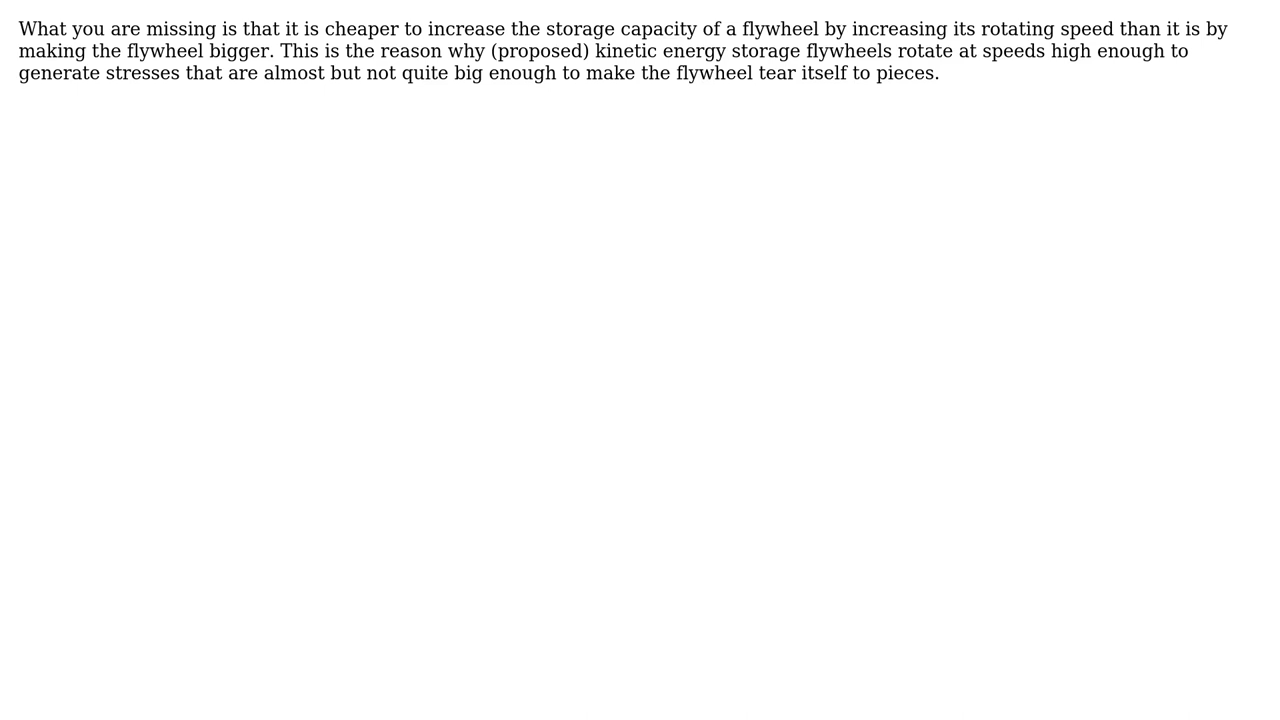 What you are missing is that it is cheaper to increase the storage capacity of a flywheel by increasing its rotating speed than it is by
making the flywheel bigger. This is the reason why (proposed) kinetic energy storage flywheels rotate at speeds high enough to
generate stresses that are almost but not quite big enough to make the flywheel tear itself to pieces.